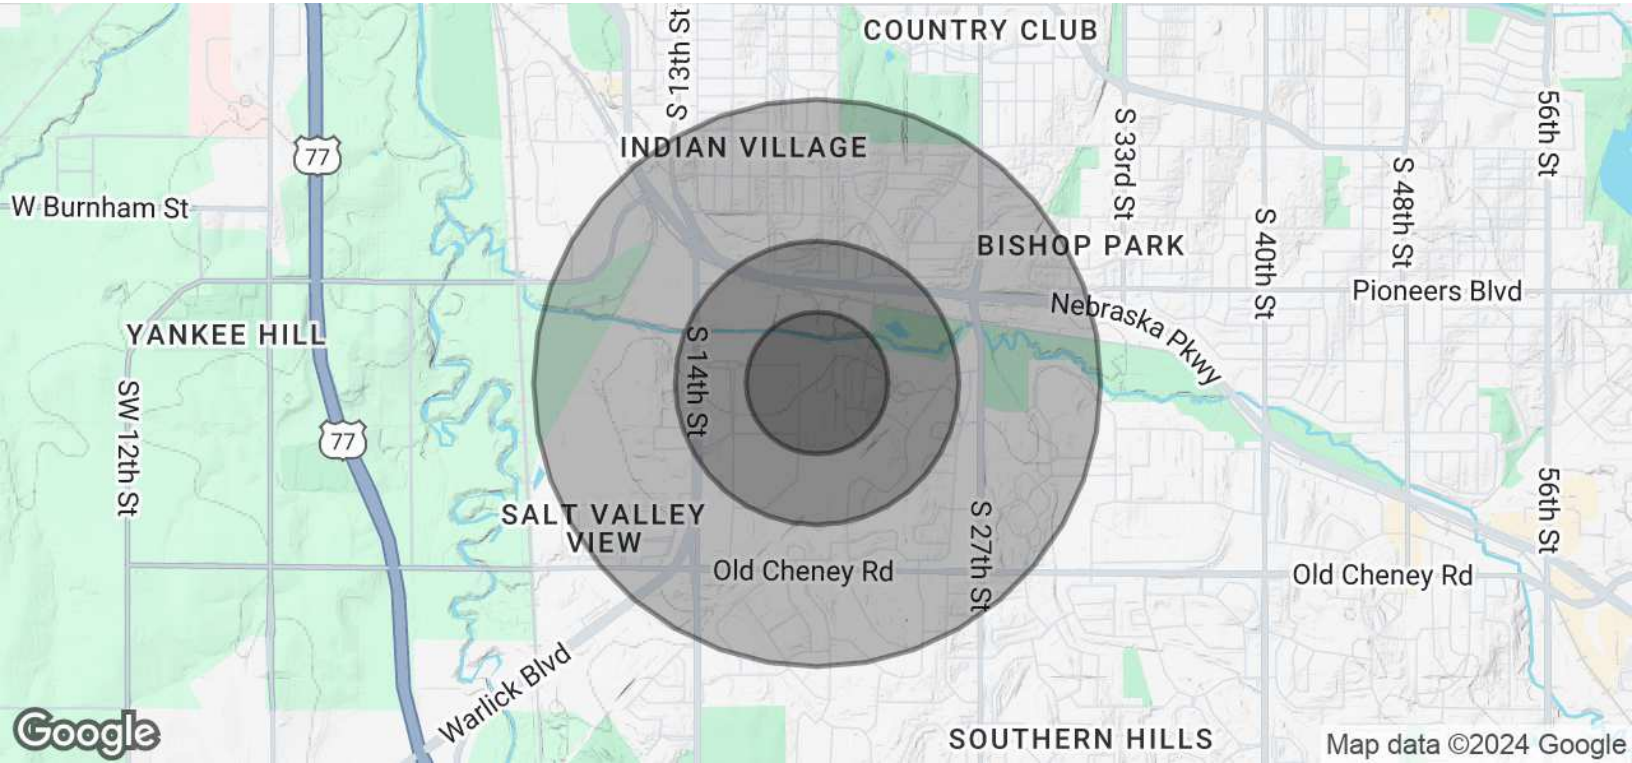 COUNTRY CLUB
S 13th St
56th St
S 33rd St
INDIAN VILLAGE
77
S 48th St
W Burnham St
S 40th St
BISHOP PARK
Pioneers Blvd
Nebraska Pkwy
YANKEE HILL
S 14th St
SW 12th St
77
56th St
SALT VALLEY
VIEW
S 27th St
Old Cheney Rd
Old Cheney Rd
Warlick Blvd
SOUTHERN HILLS
Google
Map data ©2024 Google